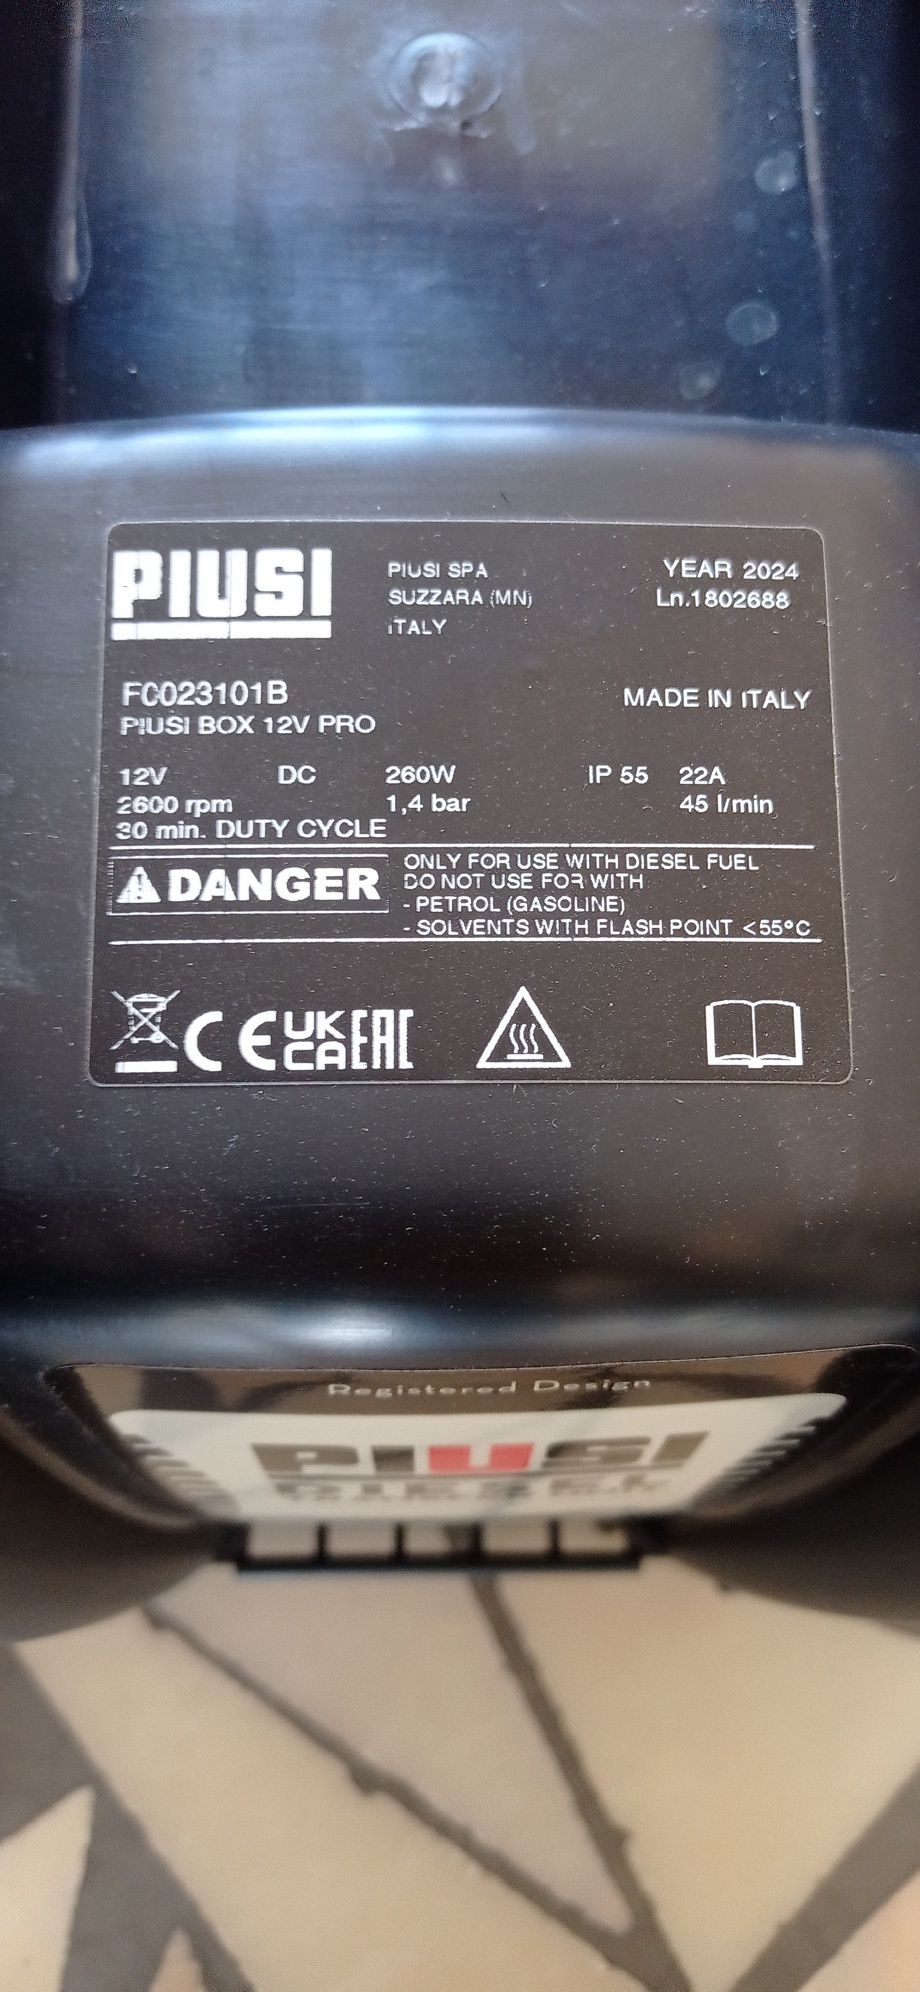 PIUSI
PIUSI SPA
SUZZARA (MN)
ITALY
YEAR 2024
Ln.1802688
F0023101B
PIUSI BOX 12V PRO
MADE IN ITALY
12V DC 260W IP 55 22A
2600 rpm 1,4 bar 45 l/min
30 min. DUTY CYCLE
DANGER
ONLY FOR USE WITH DIESEL FUEL
DO NOT USE FOR WITH
- PETROL (GASOLINE)
- SOLVENTS WITH FLASH POINT <55°C
CE UK CA EAC
Registered Design
PIUSI
DIESEL